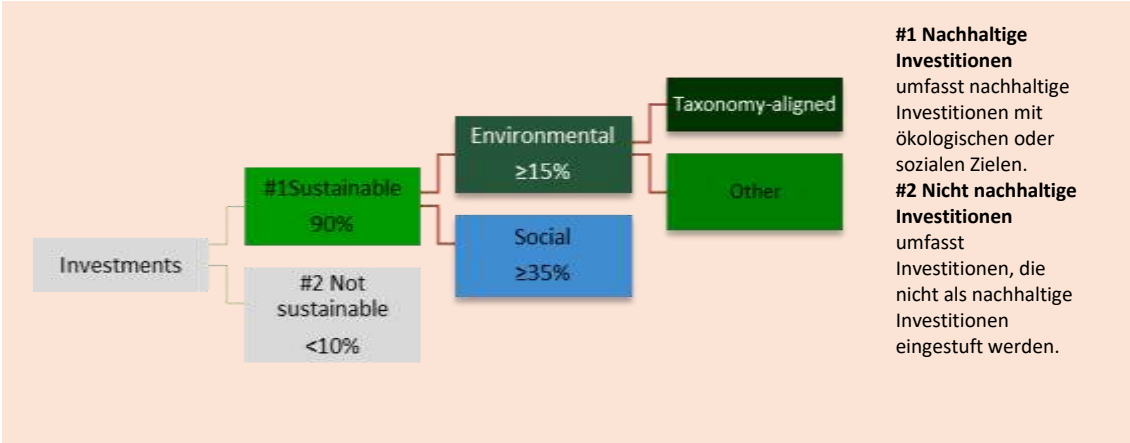 Investments
#1Sustainable
90%
#2 Not
sustainable
<10%
Environmental
≥15%
Social
≥35%
Taxonomy-aligned
Other
#1 Nachhaltige
Investitionen
umfasst nachhaltige
Investitionen mit
ökologischen oder
sozialen Zielen.
#2 Nicht nachhaltige
Investitionen
umfasst
Investitionen, die
nicht als nachhaltige
Investitionen
eingestuft werden.